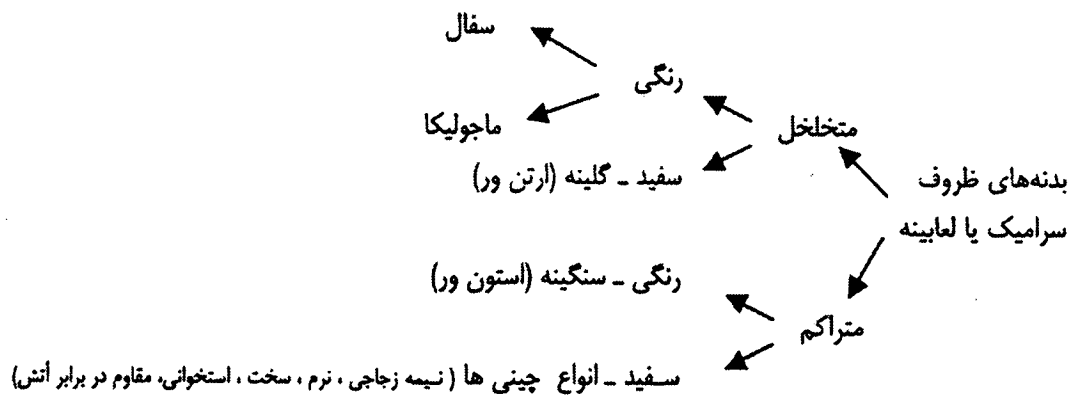 سفال
رنگی
ماجولیکا
متخلخل
سفید - گلینه (ارتن ور)
بدنه‌های ظروف
سرامیک یا لعابینه
رنگی - سنگینه (استون ور)
متراکم
سفید - انواع چینی ها (نیمه زجاجی ، نرم ، سخت ، استخوانی، مقاوم در برابر آتش)